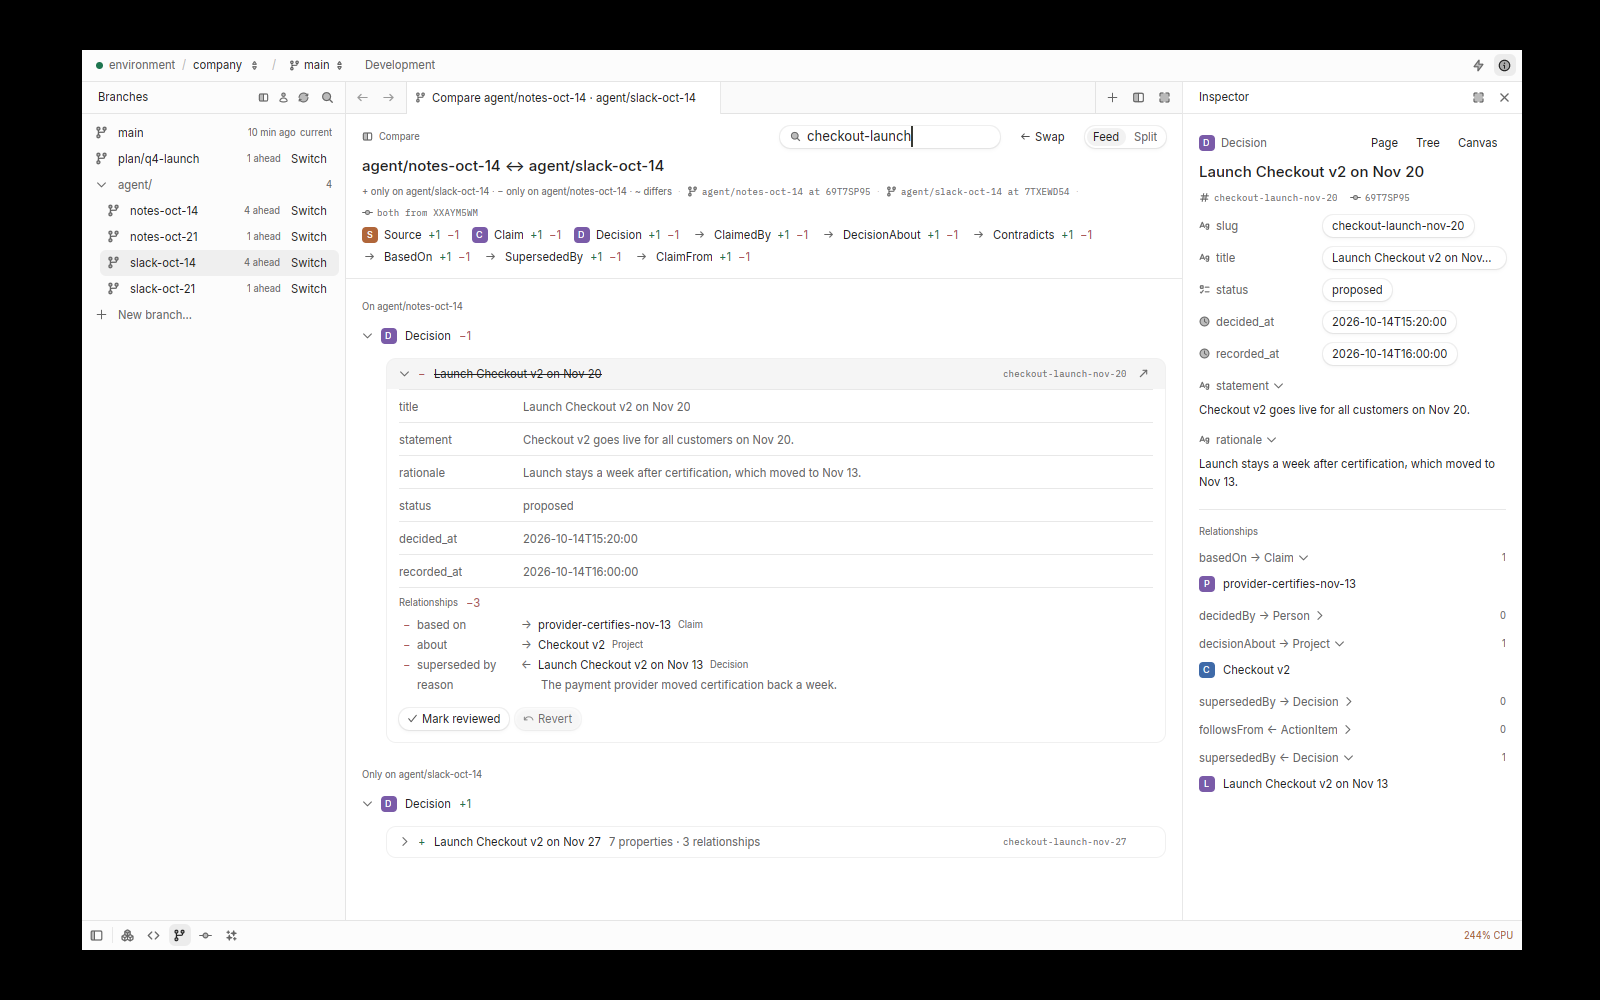 environment / company / main Development
Branches
main 10 min ago current
plan/q4-launch 1 ahead Switch
agent/ 4
notes-oct-14 4 ahead Switch
notes-oct-21 1 ahead Switch
slack-oct-14 4 ahead Switch
slack-oct-21 1 ahead Switch
New branch...
Compare agent/notes-oct-14 · agent/slack-oct-14
Compare
checkout-launch
← Swap
Feed Split
agent/notes-oct-14 ↔ agent/slack-oct-14
+ only on agent/slack-oct-14 · − only on agent/notes-oct-14 · ~ differs · agent/notes-oct-14 at 69T7SP95 · agent/slack-oct-14 at 7TXEWD54 ·
both from XXAYM5WM
S Source +1 −1 C Claim +1 −1 D Decision +1 −1 → ClaimedBy +1 −1 → DecisionAbout +1 −1 → Contradicts +1 −1
→ BasedOn +1 −1 → SupersededBy +1 −1 → ClaimFrom +1 −1
On agent/notes-oct-14
D Decision −1
− Launch Checkout v2 on Nov 20 checkout-launch-nov-20
title Launch Checkout v2 on Nov 20
statement Checkout v2 goes live for all customers on Nov 20.
rationale Launch stays a week after certification, which moved to Nov 13.
status proposed
decided_at 2026-10-14T15:20:00
recorded_at 2026-10-14T16:00:00
Relationships −3
− based on → provider-certifies-nov-13 Claim
− about → Checkout v2 Project
− superseded by ← Launch Checkout v2 on Nov 13 Decision
reason The payment provider moved certification back a week.
Mark reviewed Revert
Only on agent/slack-oct-14
D Decision +1
+ Launch Checkout v2 on Nov 27 7 properties · 3 relationships checkout-launch-nov-27
Inspector
D Decision Page Tree Canvas
Launch Checkout v2 on Nov 20
# checkout-launch-nov-20 69T7SP95
Ag slug checkout-launch-nov-20
Ag title Launch Checkout v2 on Nov...
status proposed
decided_at 2026-10-14T15:20:00
recorded_at 2026-10-14T16:00:00
Ag statement
Checkout v2 goes live for all customers on Nov 20.
Ag rationale
Launch stays a week after certification, which moved to
Nov 13.
Relationships
basedOn → Claim 1
P provider-certifies-nov-13
decidedBy → Person 0
decisionAbout → Project 1
C Checkout v2
supersededBy → Decision 0
followsFrom ← ActionItem 0
supersededBy ← Decision 1
L Launch Checkout v2 on Nov 13
244% CPU